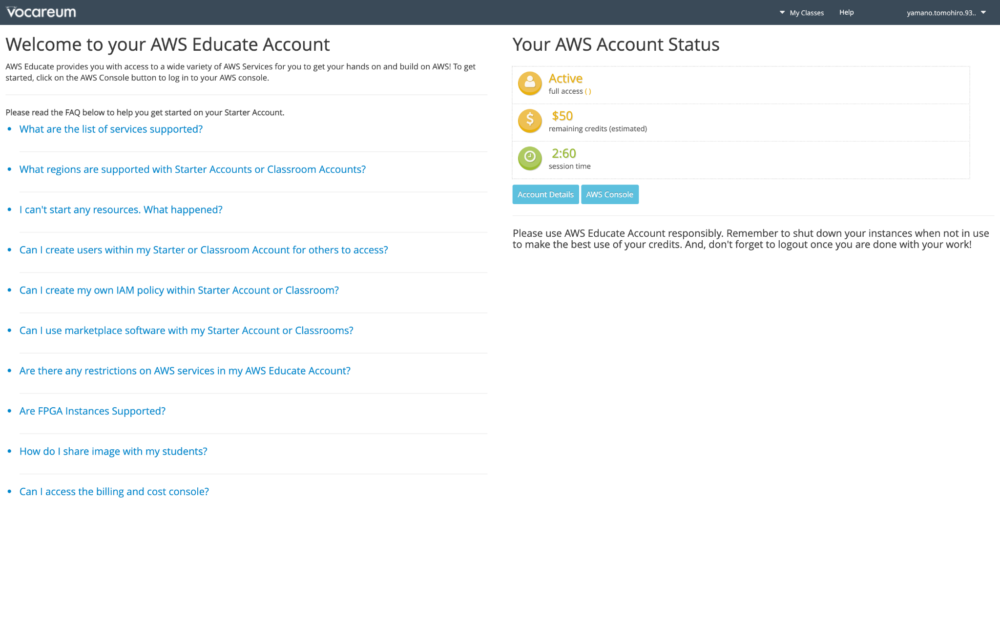 Vocareum
My Classes
Help
yamano.tomohiro.93..
Welcome to your AWS Educate Account
AWS Educate provides you with access to a wide variety of AWS Services for you to get your hands on and build on AWS! To get
started, click on the AWS Console button to log in to your AWS console.
Please read the FAQ below to help you get started on your Starter Account.
What are the list of services supported?
What regions are supported with Starter Accounts or Classroom Accounts?
I can't start any resources. What happened?
Can I create users within my Starter or Classroom Account for others to access?
Can I create my own IAM policy within Starter Account or Classroom?
Can I use marketplace software with my Starter Account or Classrooms?
Are there any restrictions on AWS services in my AWS Educate Account?
Are FPGA Instances Supported?
How do I share image with my students?
Can I access the billing and cost console?
Your AWS Account Status
Active
full access ( )
$50
remaining credits (estimated)
2:60
session time
Account Details
AWS Console
Please use AWS Educate Account responsibly. Remember to shut down your instances when not in use
to make the best use of your credits. And, don't forget to logout once you are done with your work!